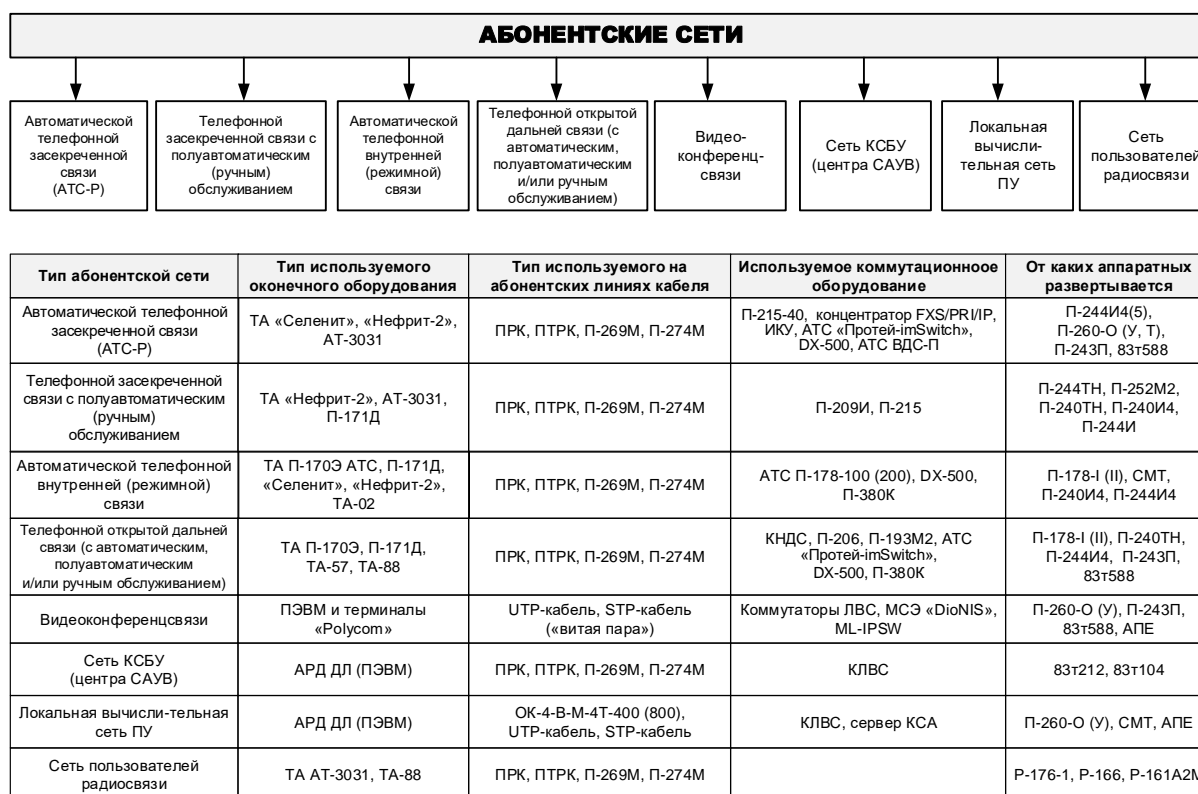 АБОНЕНТСКИЕ СЕТИ
Автоматической
телефонной
засекреченной
связи
(АТС-Р)
Телефонной
засекреченной связи с
полуавтоматическим
(ручным)
обслуживанием
Автоматической
телефонной
внутренней
(режимной)
связи
Телефонной открытой
дальней связи (с
автоматическим,
полуавтоматическим
и/или ручным
обслуживанием)
Видео-
конференц-
связи
Сеть КСБУ
(центра САУВ)
Локальная
вычисли-
тельная сеть
ПУ
Сеть
пользователей
радиосвязи
Тип абонентской сети
Тип используемого
оконечного оборудования
Тип используемого на
абонентских линиях кабеля
Используемое коммутационноое
оборудование
От каких аппаратных
развертывается
Автоматической телефонной
засекреченной связи
(АТС-Р)
ТА «Селенит», «Нефрит-2»,
АТ-3031
ПРК, ПТРК, П-269М, П-274М
П-215-40, концентратор FXS/PRI/IP,
ИКУ, АТС «Протей-imSwitch»,
DX-500, АТС ВДС-П
П-244И4(5),
П-260-О (У, Т),
П-243П, 83т588
Телефонной засекреченной
связи с полуавтоматическим
(ручным)
обслуживанием
ТА «Нефрит-2», АТ-3031,
П-171Д
ПРК, ПТРК, П-269М, П-274М
П-209И, П-215
П-244ТН, П-252М2,
П-240ТН, П-240И4,
П-244И
Автоматической телефонной
внутренней (режимной)
связи
ТА П-170Э АТС, П-171Д,
«Селенит», «Нефрит-2»,
ТА-02
ПРК, ПТРК, П-269М, П-274М
АТС П-178-100 (200), DX-500,
П-380К
П-178-I (II), СМТ,
П-240И4, П-244И4
Телефонной открытой дальней
связи (с автоматическим,
полуавтоматическим
и/или ручным обслуживанием)
ТА П-170Э, П-171Д,
ТА-57, ТА-88
ПРК, ПТРК, П-269М, П-274М
КНДС, П-206, П-193М2, АТС
«Протей-imSwitch»,
DX-500, П-380К
П-178-I (II), П-240ТН,
П-244И4, П-243П,
83т588
Видеоконференцсвязи
ПЭВМ и терминалы
«Polycom»
UTP-кабель, STP-кабель
(«витая пара»)
Коммутаторы ЛВС, МСЭ «DioNIS»,
ML-IPSW
П-260-О (У), П-243П,
83т588, АПЕ
Сеть КСБУ
(центра САУВ)
АРД ДЛ (ПЭВМ)
ПРК, ПТРК, П-269М, П-274М
КЛВС
83т212, 83т104
Локальная вычисли-тельная
сеть ПУ
АРД ДЛ (ПЭВМ)
ОК-4-В-М-4Т-400 (800),
UTP-кабель, STP-кабель
КЛВС, сервер КСА
П-260-О (У), СМТ, АПЕ
Сеть пользователей
радиосвязи
ТА АТ-3031, ТА-88
ПРК, ПТРК, П-269М, П-274М
Р-176-1, Р-166, Р-161А2М